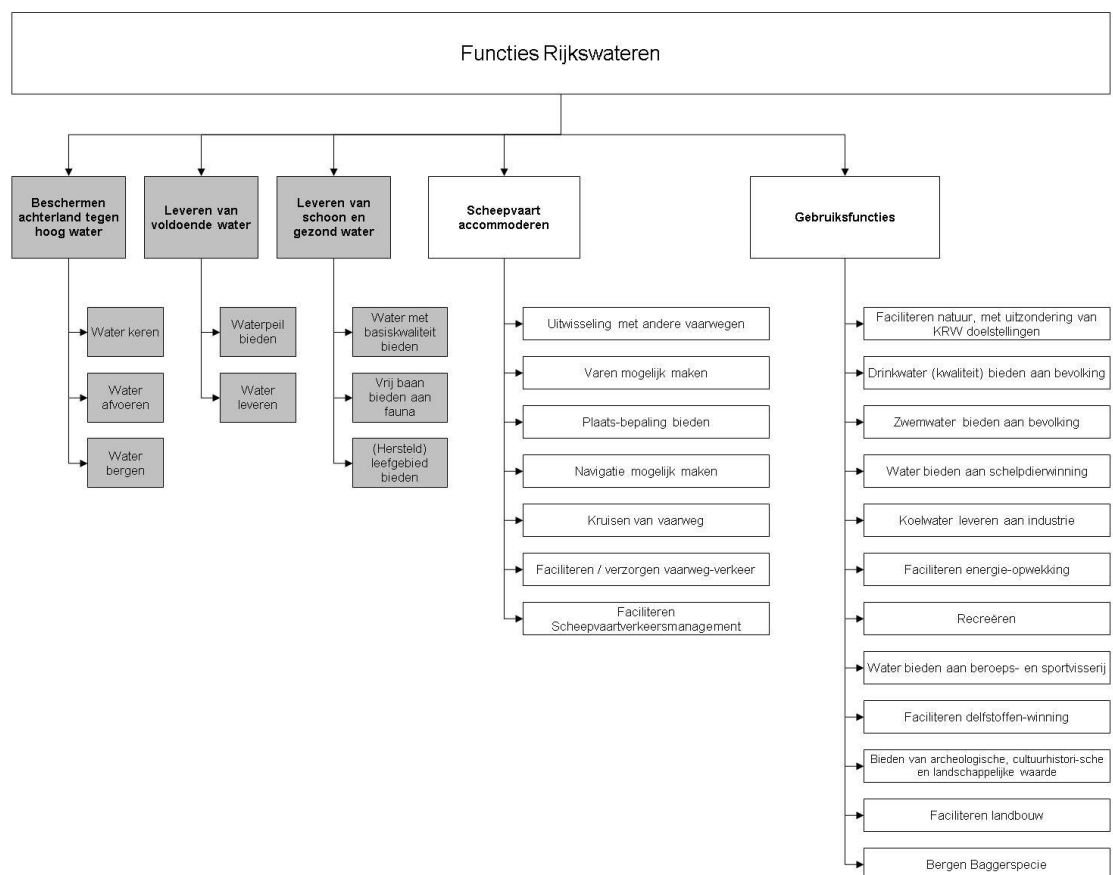 Functies Rijkswateren
Beschermen
achterland tegen
hoog water
Leveren van
voldoende water
Leveren van
schoon en
gezond water
Scheepvaart
accommoderen
Gebruiksfuncties
Water keren
Water
afvoeren
Water
bergen
Waterpeil
bieden
Water
leveren
Water met
basiskwaliteit
bieden
Vrij baan
bieden aan
fauna
(Hersteld)
leefgebied
bieden
Uitwisseling met andere vaarwegen
Varen mogelijk maken
Plaats-bepaling bieden
Navigatie mogelijk maken
Kruisen van vaarweg
Faciliteren / verzorgen vaarweg-verkeer
Faciliteren
Scheepvaartverkeersmanagement
Faciliteren natuur, met uitzondering van
KRW doelstellingen
Drinkwater (kwaliteit) bieden aan bevolking
Zwemwater bieden aan bevolking
Water bieden aan schelpdierwinning
Koelwater leveren aan industrie
Faciliteren energie-opwekking
Recreëren
Water bieden aan beroeps- en sportvisserij
Faciliteren delfstoffen-winning
Bieden van archeologische, cultuurhistori-sche
en landschappelijke waarde
Faciliteren landbouw
Bergen Baggerspecie